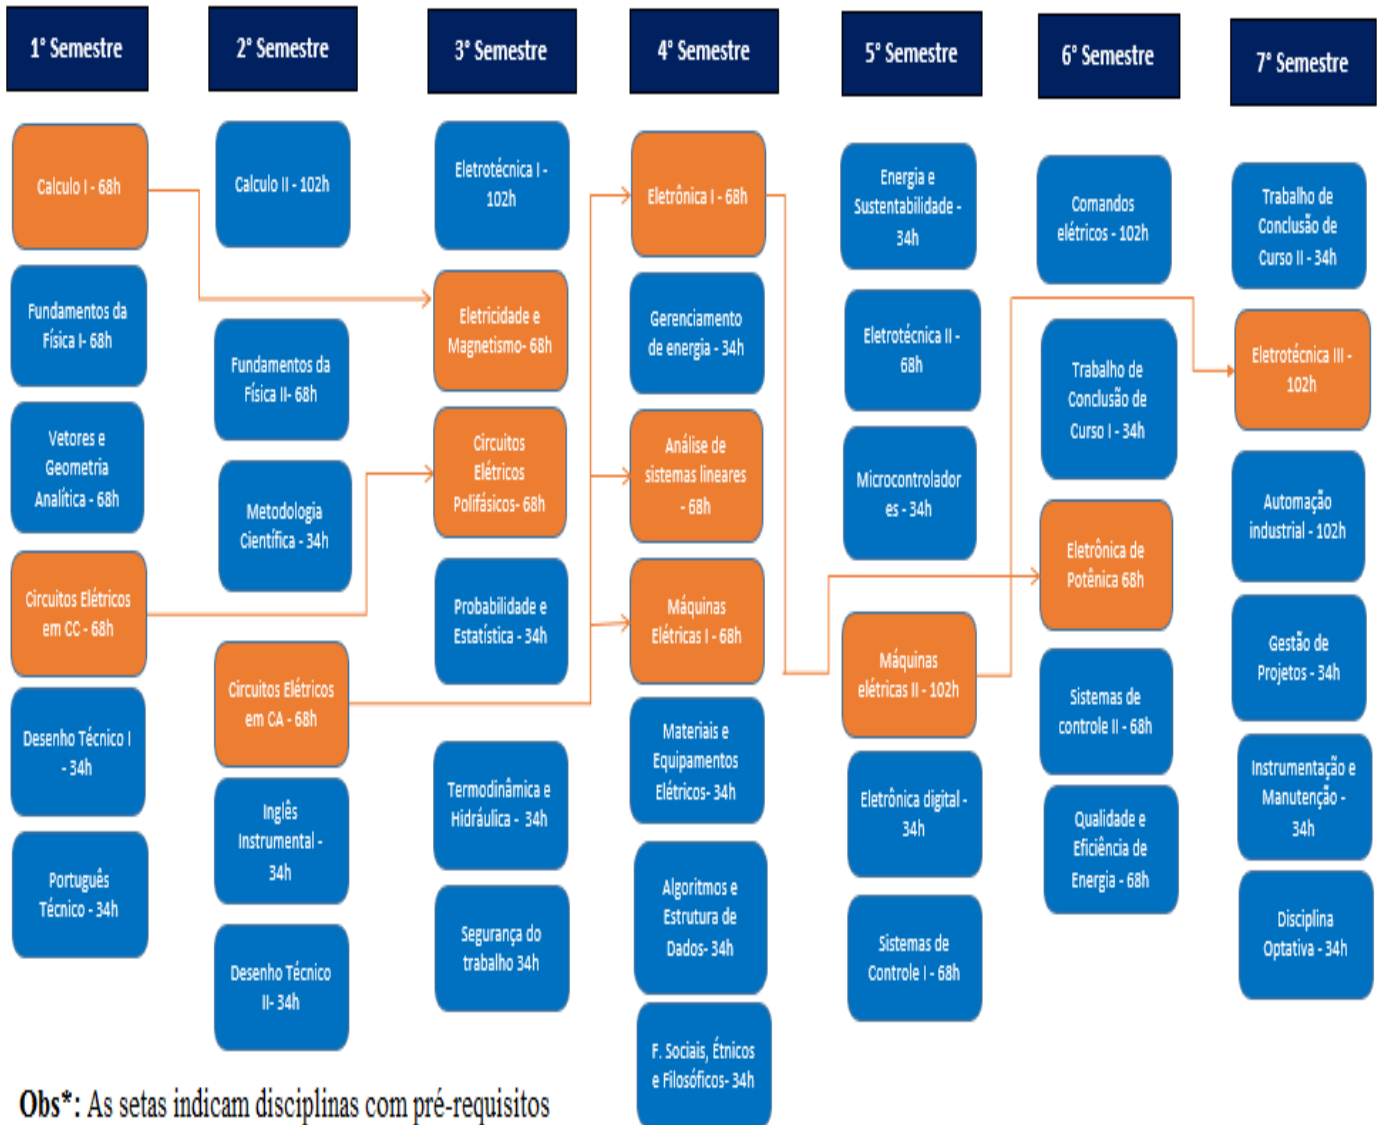 1° Semestre
2° Semestre
3° Semestre
4° Semestre
5° Semestre
6° Semestre
7° Semestre
Calculo I - 68h
Fundamentos da
Física I- 68h
Vetores e
Geometria
Analítica - 68h
Circuitos Elétricos
em CC - 68h
Desenho Técnico I
- 34h
Português
Técnico - 34h
Calculo II - 102h
Fundamentos da
Física II- 68h
Metodologia
Científica - 34h
Circuitos Elétricos
em CA - 68h
Inglês
Instrumental -
34h
Desenho Técnico
II- 34h
Eletrotécnica I -
102h
Eletricidade e
Magnetismo- 68h
Circuitos
Elétricos
Polifásicos- 68h
Probabilidade e
Estatística - 34h
Termodinâmica e
Hidráulica - 34h
Segurança do
trabalho 34h
Eletrônica I - 68h
Gerenciamento
de energia - 34h
Análise de
sistemas lineares
- 68h
Máquinas
Elétricas I - 68h
Materiais e
Equipamentos
Elétricos- 34h
Algoritmos e
Estrutura de
Dados- 34h
F. Sociais, Étnicos
e Filosóficos- 34h
Energia e
Sustentabilidade -
34h
Eletrotécnica II -
68h
Microcontrolador
es - 34h
Máquinas
elétricas II - 102h
Eletrônica digital -
34h
Sistemas de
Controle I - 68h
Comandos
elétricos - 102h
Trabalho de
Conclusão de
Curso I - 34h
Eletrônica de
Potênica 68h
Sistemas de
controle II - 68h
Qualidade e
Eficiência de
Energia - 68h
Trabalho de
Conclusão de
Curso II - 34h
Eletrotécnica III -
102h
Automação
industrial - 102h
Gestão de
Projetos - 34h
Instrumentação e
Manutenção -
34h
Disciplina
Optativa - 34h
Obs*: As setas indicam disciplinas com pré-requisitos